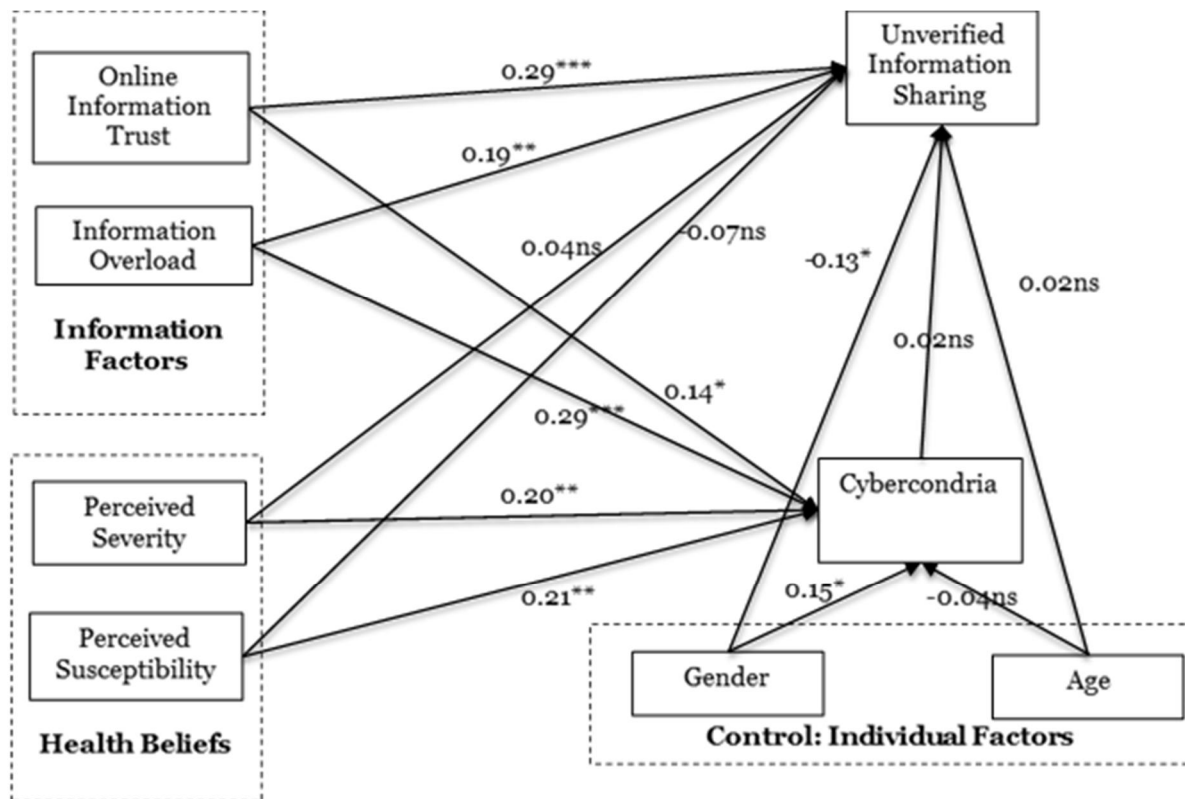 Online
Information
Trust
Information
Overload
Information
Factors
Perceived
Severity
Perceived
Susceptibility
Health Beliefs
0.29***
0.19**
0.04ns
-0.07ns
0.14*
0.29***
0.20**
0.21**
Unverified
Information
Sharing
-0.13*
0.02ns
0.02ns
Cybercondria
0.15*
-0.04ns
Gender
Age
Control: Individual Factors